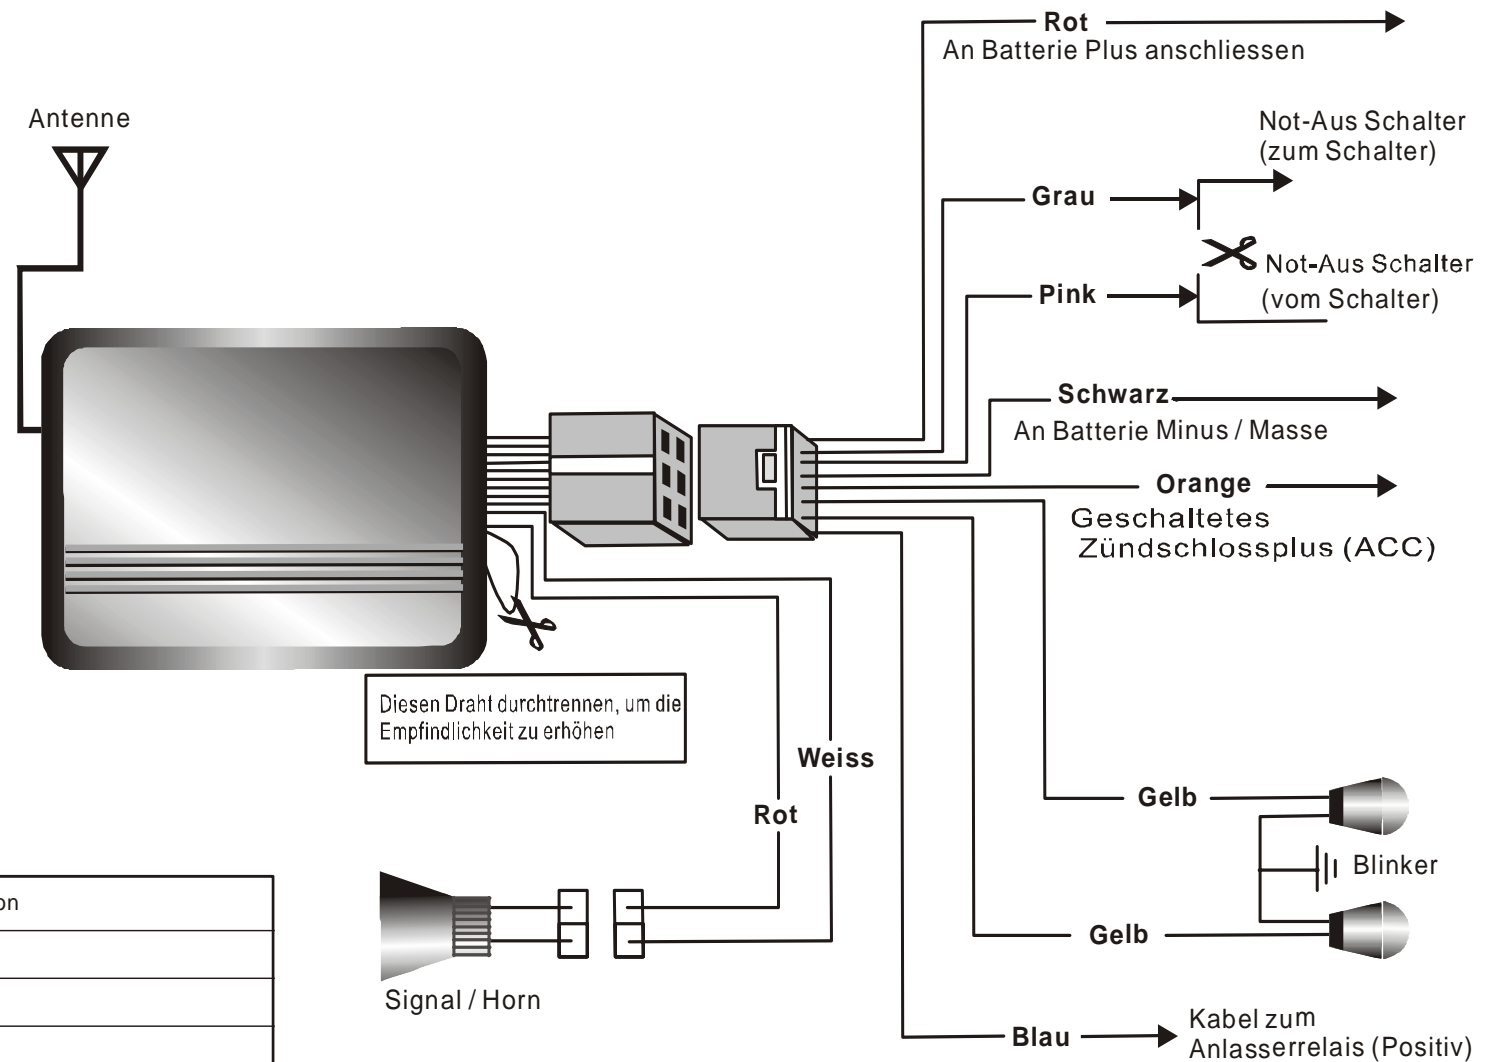 Rot
An Batterie Plus anschliessen
Antenne
Not-Aus Schalter
(zum Schalter)
Grau
Not-Aus Schalter
Pink
(vom Schalter)
Schwarz
An Batterie Minus / Masse
Orange
Geschaltetes
Zündschlossplus (ACC)
Diesen Draht durchtrennen, um die
Empfindlichkeit zu erhöhen
Weiss
Rot
Gelb
Blinker
on
Gelb
Signal / Horn
Blau
Kabel zum
Anlasserrelais (Positiv)